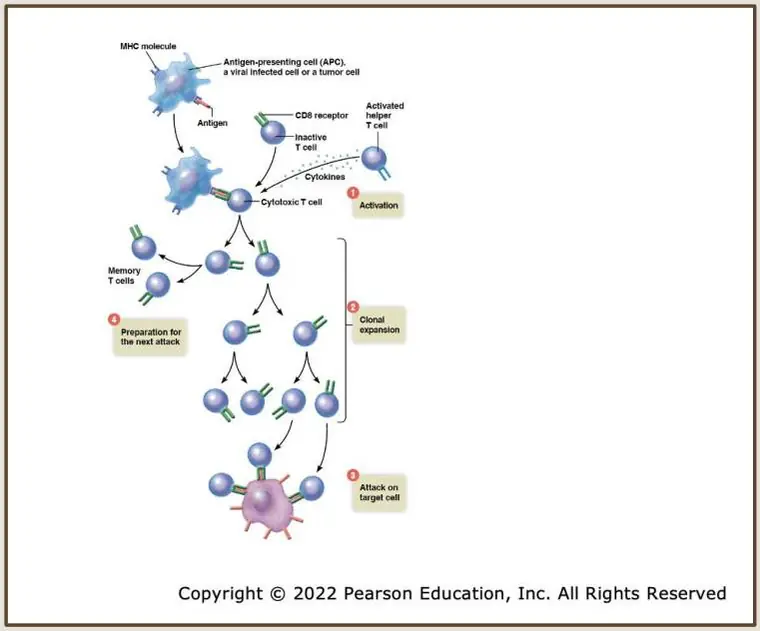 MHC molecule
Antigen-presenting cell (APC),
a viral infected cell or a tumor cell
Antigen
CD8 receptor
Inactive
T cell
Activated
helper
T cell
Cytokines
Cytotoxic T cell
1
Activation
Memory
T cells
2
Clonal
expansion
4
Preparation for
the next attack
3
Attack on
target cell
Copyright © 2022 Pearson Education, Inc. All Rights Reserved